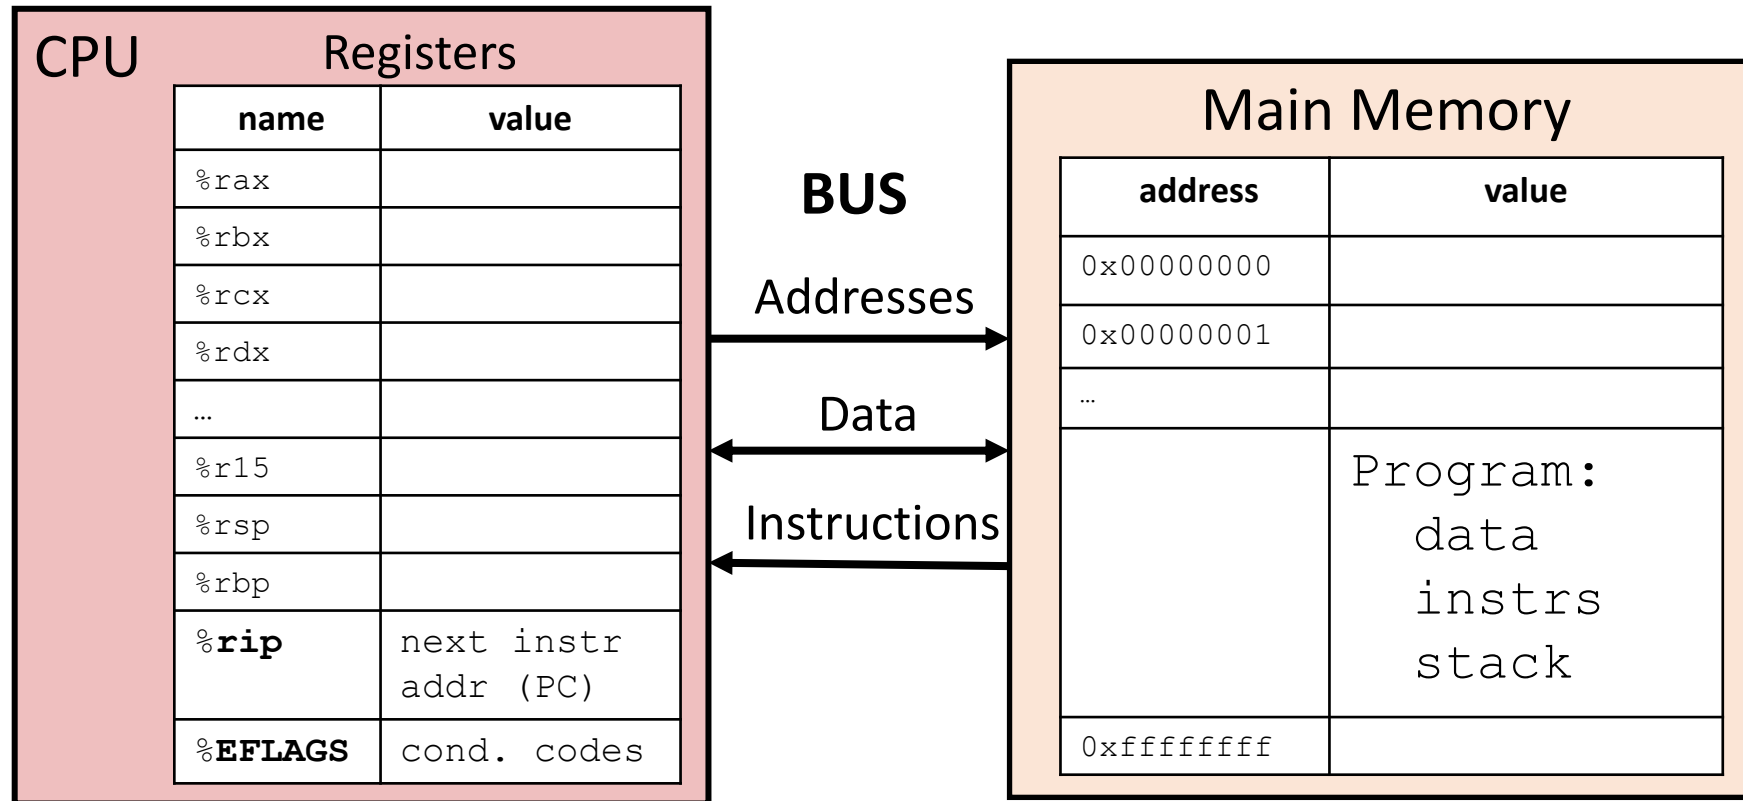 CPU
Registers
name value
%rax
%rbx
%rcx
%rdx
…
%r15
%rsp
%rbp
%rip next instr
addr (PC)
%EFLAGS cond. codes
BUS
Addresses
Data
Instructions
Main Memory
address value
0x00000000
0x00000001
…
Program:
data
instrs
stack
0xffffffff